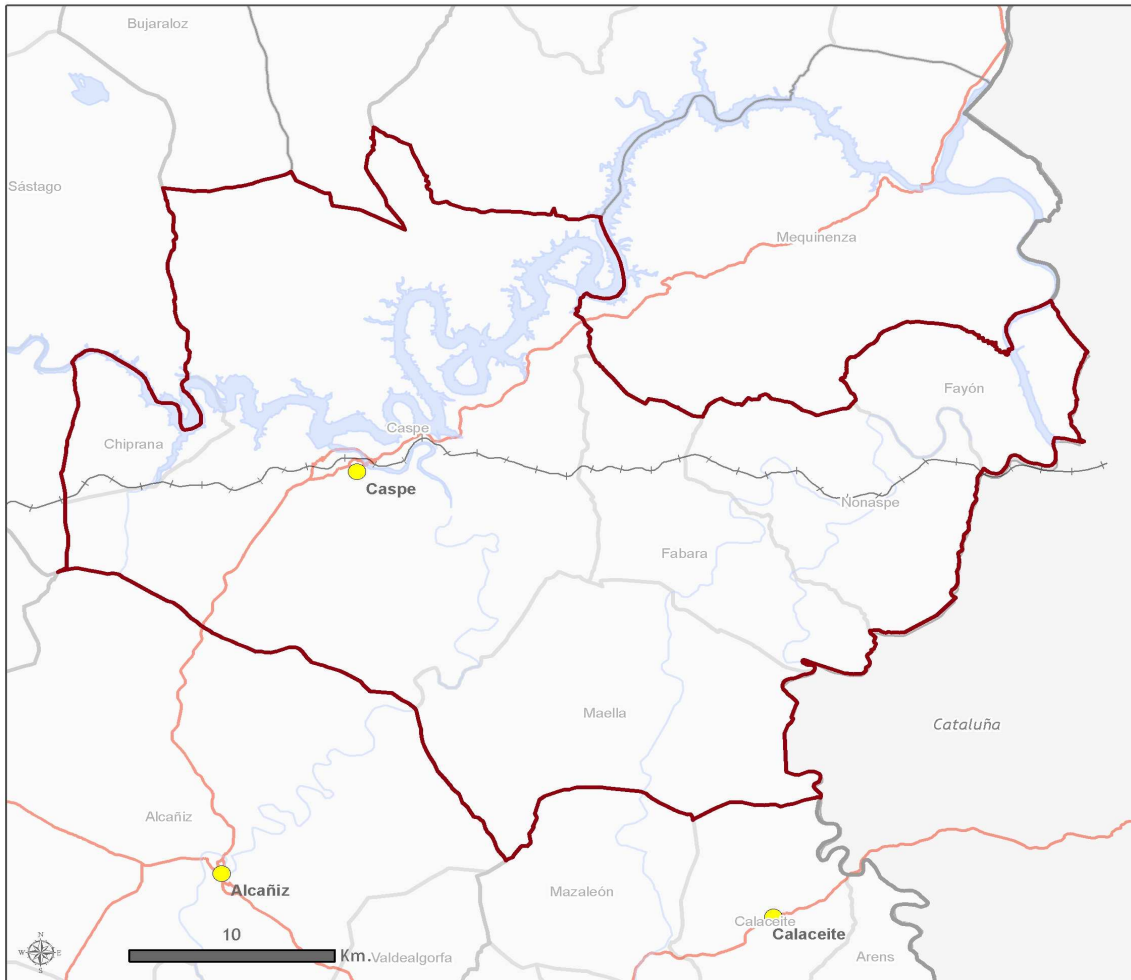 Bujaraloz
Sástago
Mequinenza
Fayón
Chiprana
Caspe
Caspe
Nonaspe
Fabara
Maella
Cataluña
Alcañiz
Alcañiz
Mazaleón
Calaceite
Calaceite
10
Km.
Valdealgorfa
Arens
N
W
E
S